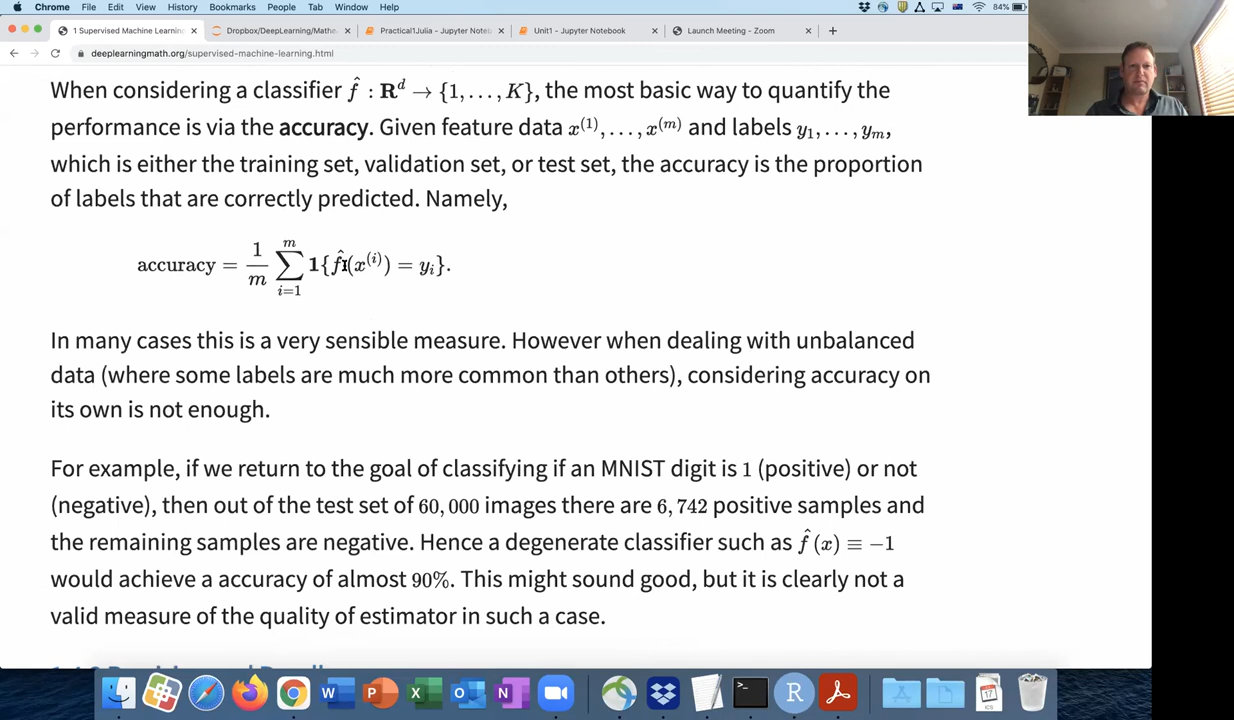 Chrome File Edit View History Bookmarks People Tab Window Help 84%
1 Supervised Machine Learnin Dropbox/DeepLearning/Mathe Practical1Julia - Jupyter Noteb Unit1 - Jupyter Notebook Launch Meeting - Zoom
deeplearningmath.org/supervised-machine-learning.html
When considering a classifier f̂ : R^d → {1, . . . , K}, the most basic way to quantify the
performance is via the accuracy. Given feature data x^(1), . . . , x^(m) and labels y_1, . . . , y_m,
which is either the training set, validation set, or test set, the accuracy is the proportion
of labels that are correctly predicted. Namely,
accuracy = 1/m ∑_{i=1}^{m} 1{f̂(x^(i)) = y_i}.
In many cases this is a very sensible measure. However when dealing with unbalanced
data (where some labels are much more common than others), considering accuracy on
its own is not enough.
For example, if we return to the goal of classifying if an MNIST digit is 1 (positive) or not
(negative), then out of the test set of 60,000 images there are 6,742 positive samples and
the remaining samples are negative. Hence a degenerate classifier such as f̂(x) ≡ −1
would achieve a accuracy of almost 90%. This might sound good, but it is clearly not a
valid measure of the quality of estimator in such a case.
W P X O N R 17